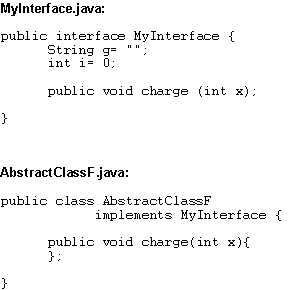 MyInterface.java:
public interface MyInterface {
String g= "";
int i= 0;
public void charge (int x);
}
AbstractClassF.java:
public class AbstractClassF
implements MyInterface {
public void charge(int x){
};
}